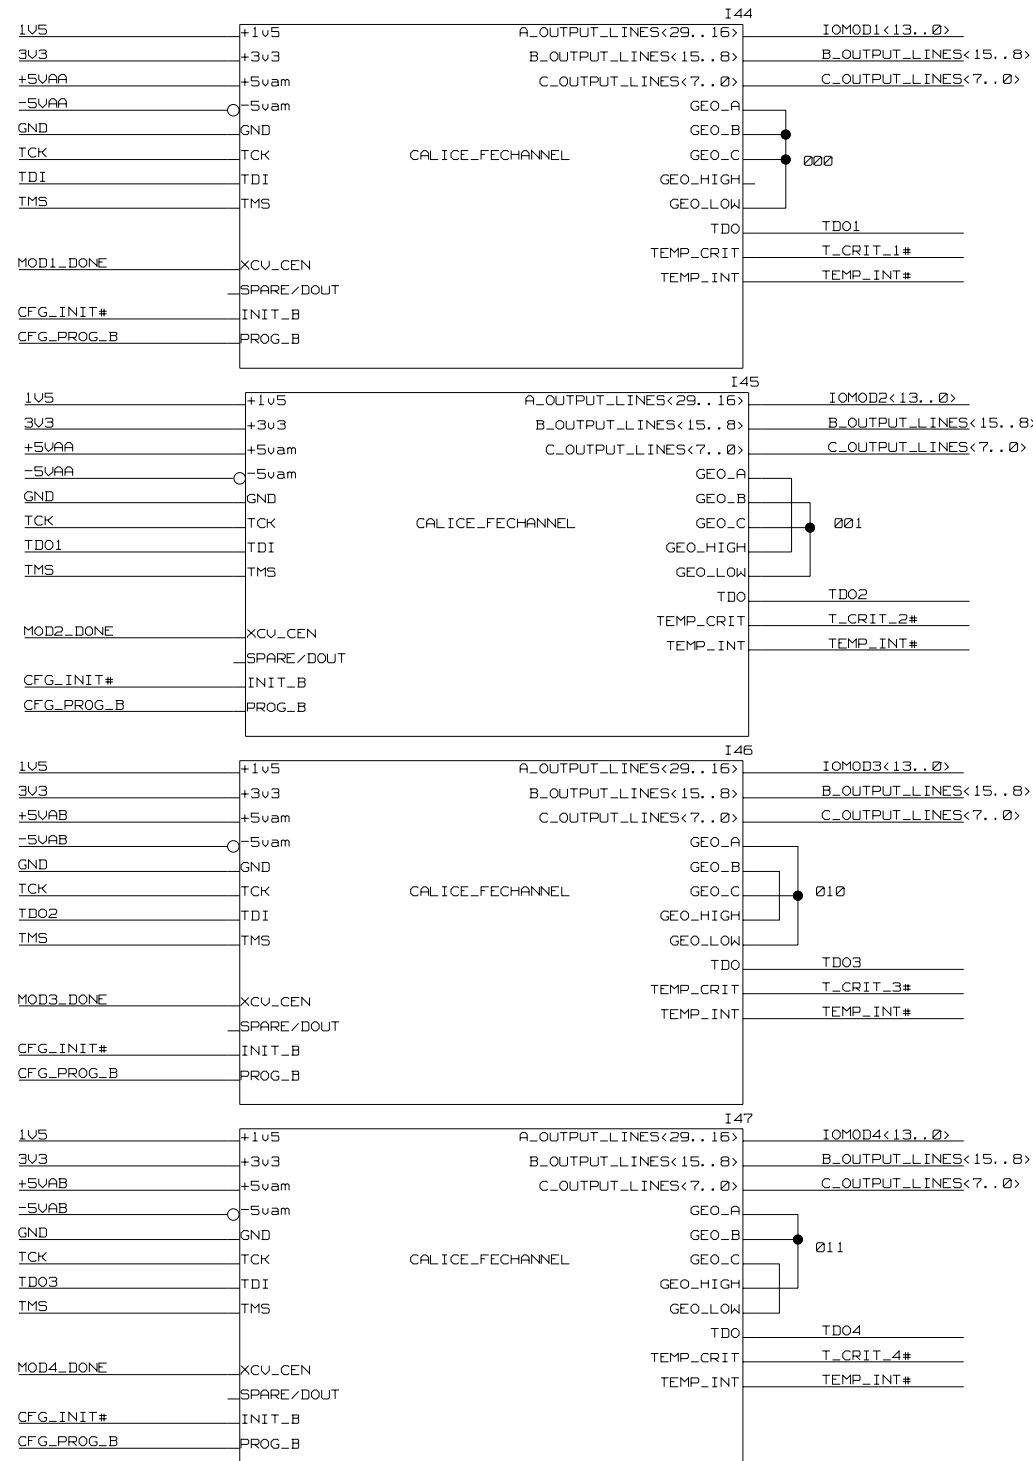 I44
1V5 +1v5 A_OUTPUT_LINES<29..16> IOMOD1<13..0>
3V3 +3v3 B_OUTPUT_LINES<15..8> B_OUTPUT_LINES<15..8>
+5VAA +5vam C_OUTPUT_LINES<7..0> C_OUTPUT_LINES<7..0>
-5VAA -5vam GEO_A
GND GND GEO_B
TCK TCK CALICE_FECHANNEL GEO_C 000
TDI TDI GEO_HIGH
TMS TMS GEO_LOW
TDO TDO1
TEMP_CRIT T_CRIT_1#
MOD1_DONE XCV_CEN TEMP_INT TEMP_INT#
SPARE/DOUT
CFG_INIT# INIT_B
CFG_PROG_B PROG_B
I45
1V5 +1v5 A_OUTPUT_LINES<29..16> IOMOD2<13..0>
3V3 +3v3 B_OUTPUT_LINES<15..8> B_OUTPUT_LINES<15..8>
+5VAA +5vam C_OUTPUT_LINES<7..0> C_OUTPUT_LINES<7..0>
-5VAA -5vam GEO_A
GND GND GEO_B
TCK TCK CALICE_FECHANNEL GEO_C 001
TDO1 TDI GEO_HIGH
TMS TMS GEO_LOW
TDO TDO2
TEMP_CRIT T_CRIT_2#
MOD2_DONE XCV_CEN TEMP_INT TEMP_INT#
SPARE/DOUT
CFG_INIT# INIT_B
CFG_PROG_B PROG_B
I46
1V5 +1v5 A_OUTPUT_LINES<29..16> IOMOD3<13..0>
3V3 +3v3 B_OUTPUT_LINES<15..8> B_OUTPUT_LINES<15..8>
+5VAB +5vam C_OUTPUT_LINES<7..0> C_OUTPUT_LINES<7..0>
-5VAB -5vam GEO_A
GND GND GEO_B
TCK TCK CALICE_FECHANNEL GEO_C 010
TDO2 TDI GEO_HIGH
TMS TMS GEO_LOW
TDO TDO3
TEMP_CRIT T_CRIT_3#
MOD3_DONE XCV_CEN TEMP_INT TEMP_INT#
SPARE/DOUT
CFG_INIT# INIT_B
CFG_PROG_B PROG_B
I47
1V5 +1v5 A_OUTPUT_LINES<29..16> IOMOD4<13..0>
3V3 +3v3 B_OUTPUT_LINES<15..8> B_OUTPUT_LINES<15..8>
+5VAB +5vam C_OUTPUT_LINES<7..0> C_OUTPUT_LINES<7..0>
-5VAB -5vam GEO_A
GND GND GEO_B 011
TCK TCK CALICE_FECHANNEL GEO_C
TDO3 TDI GEO_HIGH
TMS TMS GEO_LOW
TDO TDO4
TEMP_CRIT T_CRIT_4#
MOD4_DONE XCV_CEN TEMP_INT TEMP_INT#
SPARE/DOUT
CFG_INIT# INIT_B
CFG_PROG_B PROG_B